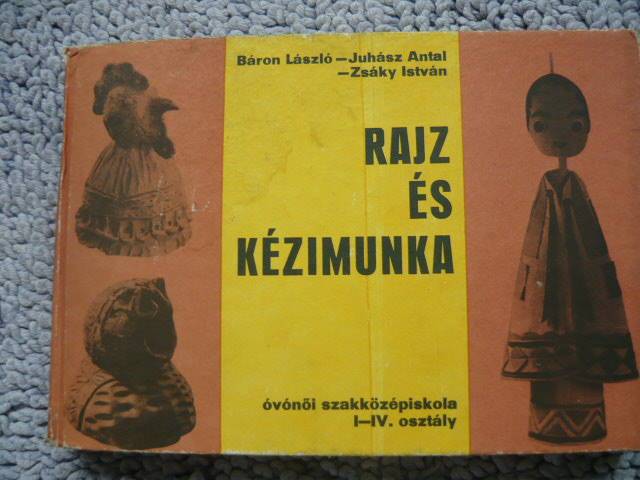 Báron László–Juhász Antal
–Zsáky István
RAJZ
ÉS
KÉZIMUNKA
óvónői szakközépiskola
I–IV. osztály